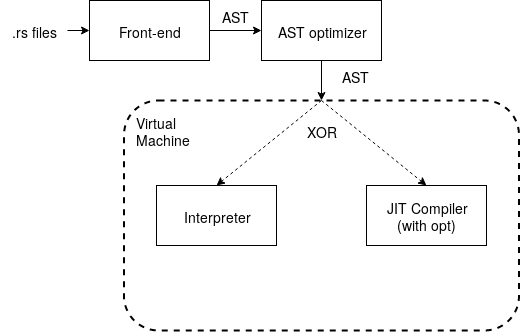 .rs files
Front-end
AST
AST optimizer
AST
Virtual
Machine
XOR
Interpreter
JIT Compiler
(with opt)